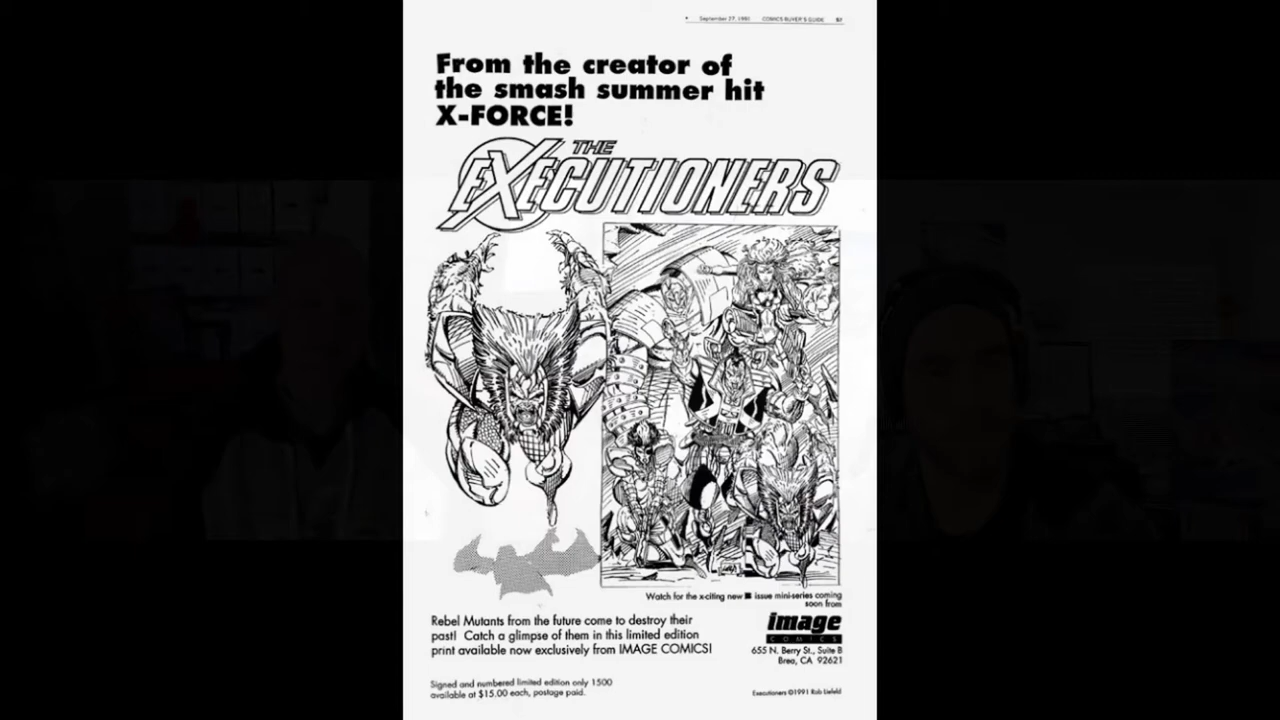 September 27, 1991 COMICS BUYER'S GUIDE
From the creator of
the smash summer hit
X-FORCE!
THE
EXECUTIONERS
Watch for the x-citing new ■ issue mini-series coming
soon from
image
COMICS
655 N. Berry St., Suite B
Brea, CA 92621
Rebel Mutants from the future come to destroy their
past! Catch a glimpse of them in this limited edition
print available now exclusively from IMAGE COMICS!
Signed and numbered limited edition only 1500
available at $15.00 each, postage paid.
Executioners ©1991 Rob Liefeld